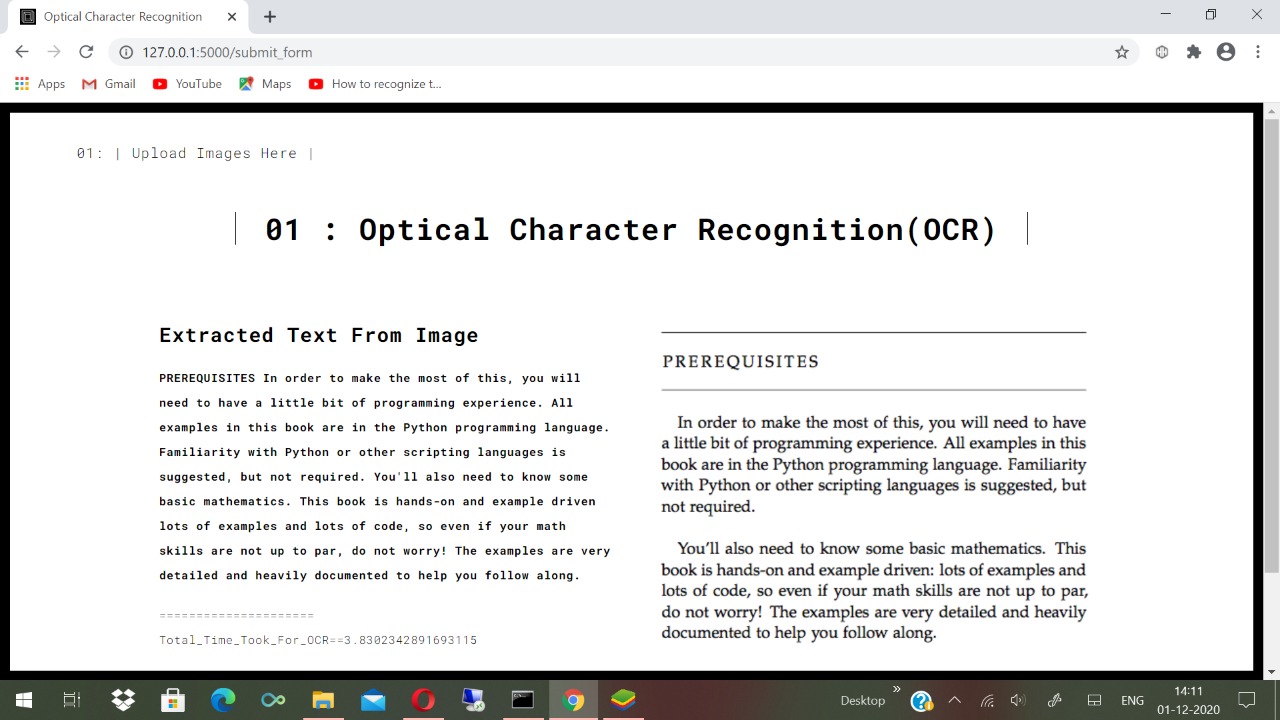 Optical Character Recognition
127.0.0.1:5000/submit_form
Apps Gmail YouTube Maps How to recognize t...
01: | Upload Images Here |
01 : Optical Character Recognition(OCR)
Extracted Text From Image
PREREQUISITES In order to make the most of this, you will
need to have a little bit of programming experience. All
examples in this book are in the Python programming language.
Familiarity with Python or other scripting languages is
suggested, but not required. You'll also need to know some
basic mathematics. This book is hands-on and example driven
lots of examples and lots of code, so even if your math
skills are not up to par, do not worry! The examples are very
detailed and heavily documented to help you follow along.
=====================
Total_Time_Took_For_OCR==3.8302342891693115
PREREQUISITES
In order to make the most of this, you will need to have
a little bit of programming experience. All examples in this
book are in the Python programming language. Familiarity
with Python or other scripting languages is suggested, but
not required.
You'll also need to know some basic mathematics. This
book is hands-on and example driven: lots of examples and
lots of code, so even if your math skills are not up to par,
do not worry! The examples are very detailed and heavily
documented to help you follow along.
Desktop
ENG
14:11
01-12-2020